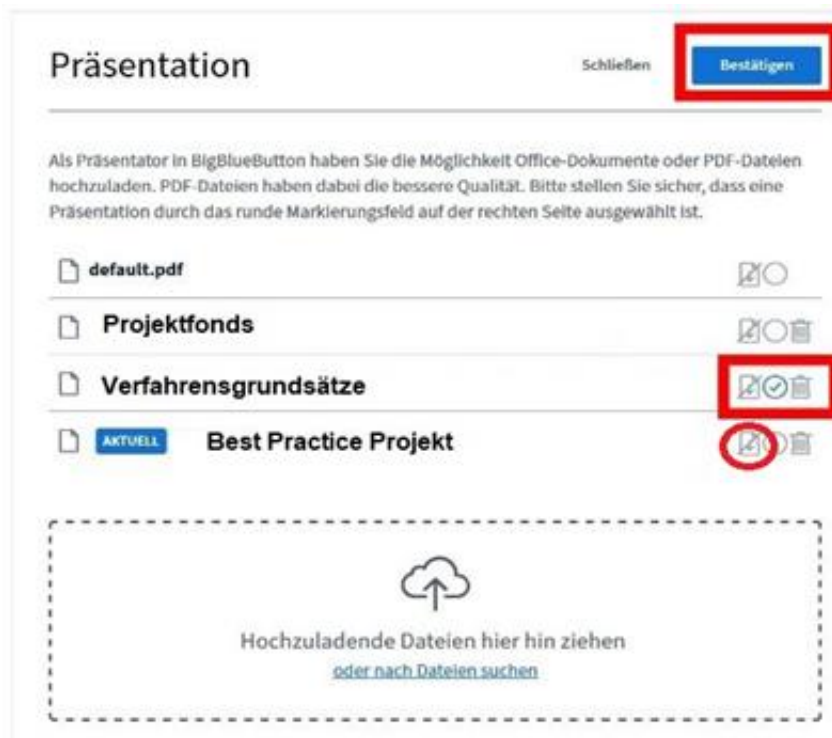 Präsentation
Schließen
Bestätigen
Als Präsentator in BigBlueButton haben Sie die Möglichkeit Office-Dokumente oder PDF-Dateien
hochzuladen. PDF-Dateien haben dabei die bessere Qualität. Bitte stellen Sie sicher, dass eine
Präsentation durch das runde Markierungsfeld auf der rechten Seite ausgewählt ist.
default.pdf
Projektfonds
Verfahrensgrundsätze
AKTUELL Best Practice Projekt
Hochzuladende Dateien hier hin ziehen
oder nach Dateien suchen